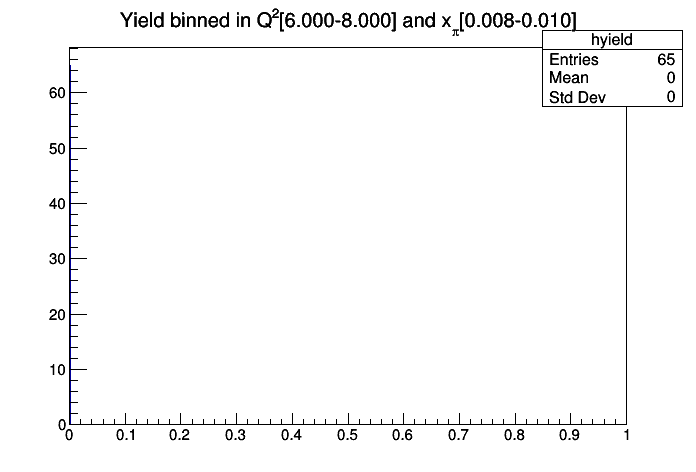 Yield binned in Q²[6.000-8.000] and xπ[0.008-0.010]
hyield
Entries 65
Mean 0
Std Dev 0
60
50
40
30
20
10
0
0 0.1 0.2 0.3 0.4 0.5 0.6 0.7 0.8 0.9 1